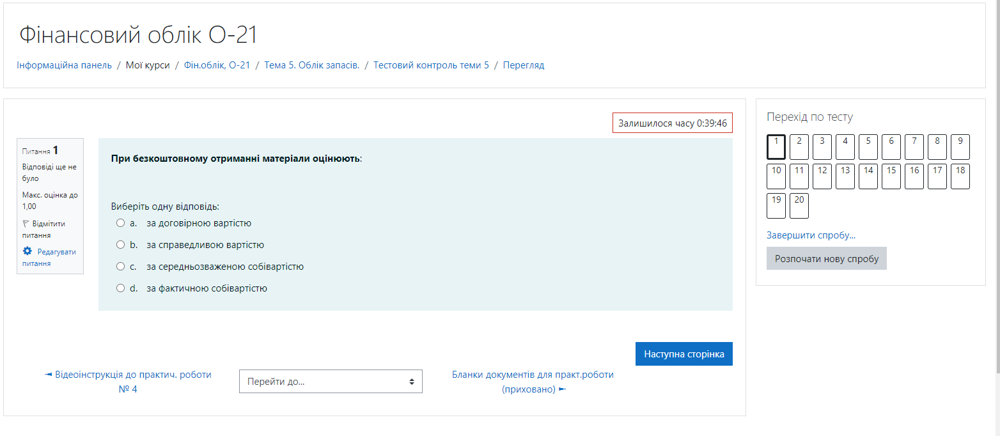 Фінансовий облік О-21
Інформаційна панель / Мої курси / Фін.облік, О-21 / Тема 5. Облік запасів. / Тестовий контроль теми 5 / Перегляд
Залишилося часу 0:39:46
Питання 1
Відповіді ще не
було
Макс. оцінка до
1,00
Відмітити
питання
Редагувати
питання
При безкоштовному отриманні матеріали оцінюють:
Виберіть одну відповідь:
a. за договірною вартістю
b. за справедливою вартістю
c. за середньозваженою собівартістю
d. за фактичною собівартістю
Наступна сторінка
◄ Відеоінструкція до практич. роботи
№ 4
Перейти до...
Бланки документів для практ.роботи
(приховано) ►
Перехід по тесту
1 2 3 4 5 6 7 8 9
10 11 12 13 14 15 16 17 18
19 20
Завершити спробу...
Розпочати нову спробу